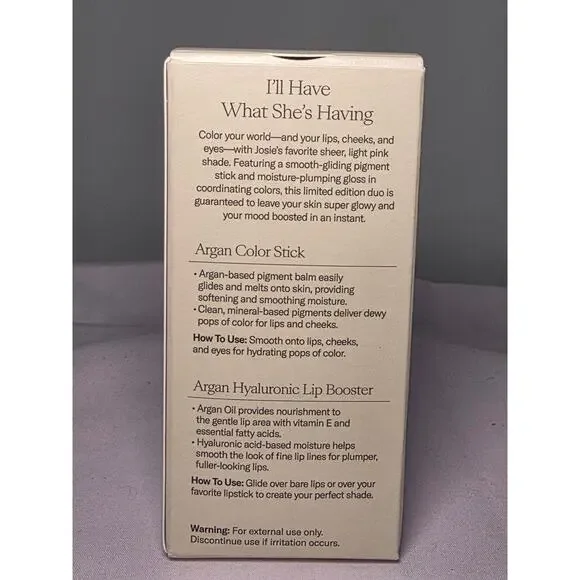 I'll Have
What She's Having
Color your world—and your lips, cheeks, and
eyes—with Josie's favorite sheer, light pink
shade. Featuring a smooth-gliding pigment
stick and moisture-plumping gloss in
coordinating colors, this limited edition duo is
guaranteed to leave your skin super glowy and
your mood boosted in an instant.
Argan Color Stick
• Argan-based pigment balm easily
glides and melts onto skin, providing
softening and smoothing moisture.
• Clean, mineral-based pigments deliver dewy
pops of color for lips and cheeks.
How To Use: Smooth onto lips, cheeks,
and eyes for hydrating pops of color.
Argan Hyaluronic Lip Booster
• Argan Oil provides nourishment to
the gentle lip area with vitamin E and
essential fatty acids.
• Hyaluronic acid-based moisture helps
smooth the look of fine lip lines for plumper,
fuller-looking lips.
How To Use: Glide over bare lips or over your
favorite lipstick to create your perfect shade.
Warning: For external use only.
Discontinue use if irritation occurs.